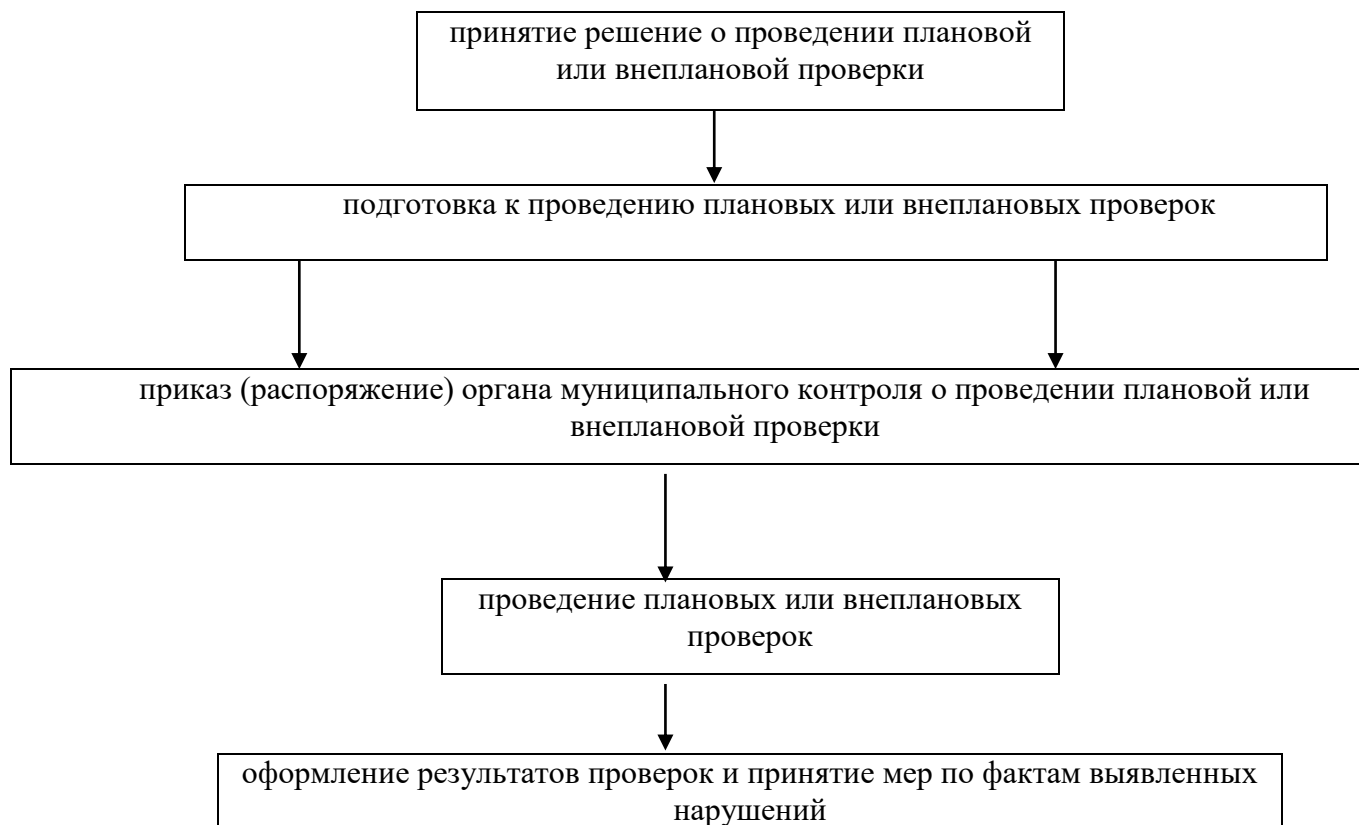 принятие решение о проведении плановой
или внеплановой проверки
подготовка к проведению плановых или внеплановых проверок
приказ (распоряжение) органа муниципального контроля о проведении плановой или
внеплановой проверки
проведение плановых или внеплановых
проверок
оформление результатов проверок и принятие мер по фактам выявленных
нарушений